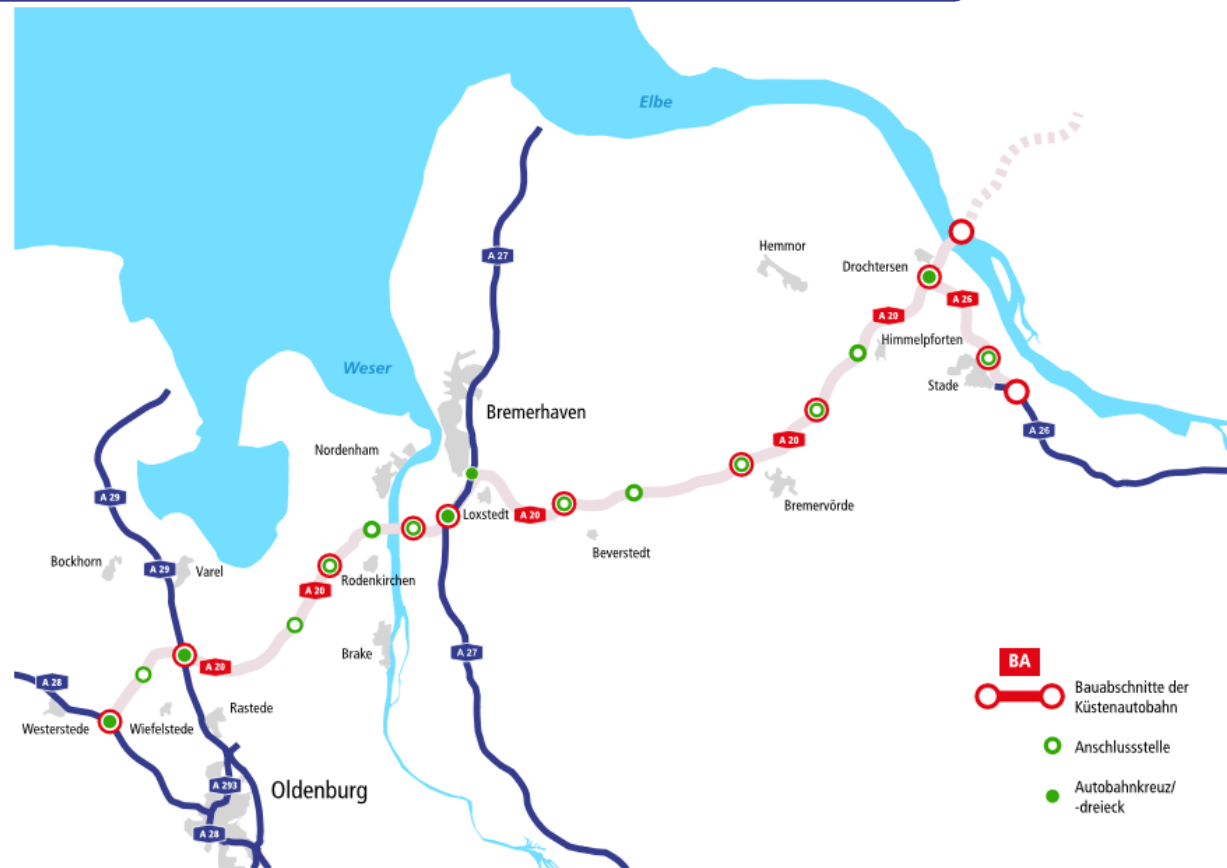 Elbe
Hemmor
A 27
Drochtersen
A 26
A 20
Himmelpforten
Weser
Stade
Bremerhaven
A 26
A 20
Nordenham
A 29
Bremervörde
Loxstedt
A 20
Beverstedt
Bockhorn
A 29
Varel
Rodenkirchen
A 20
Brake
A 27
A 20
BA
A 28
Bauabschnitte der
Küstenautobahn
Westerstede
Wiefelstede
Rastede
Anschlussstelle
A 293
Oldenburg
Autobahnkreuz/
-dreieck
A 28